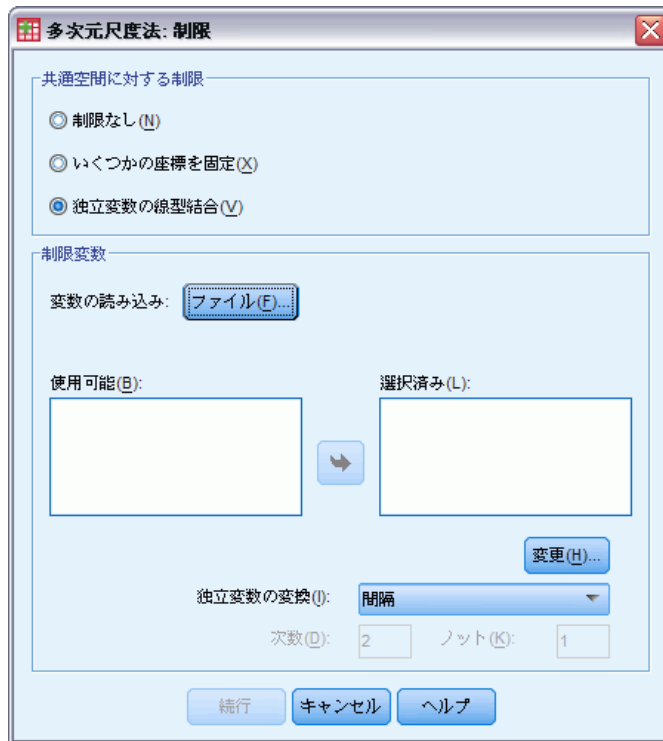 多次元尺度法: 制限
共通空間に対する制限
制限なし(N)
いくつかの座標を固定(X)
独立変数の線型結合(V)
制限変数
変数の読み込み: ファイル(F)...
使用可能(B): 選択済み(L):
変更(H)...
独立変数の変換(I): 間隔
次数(D): 2 ノット(K): 1
続行 キャンセル ヘルプ